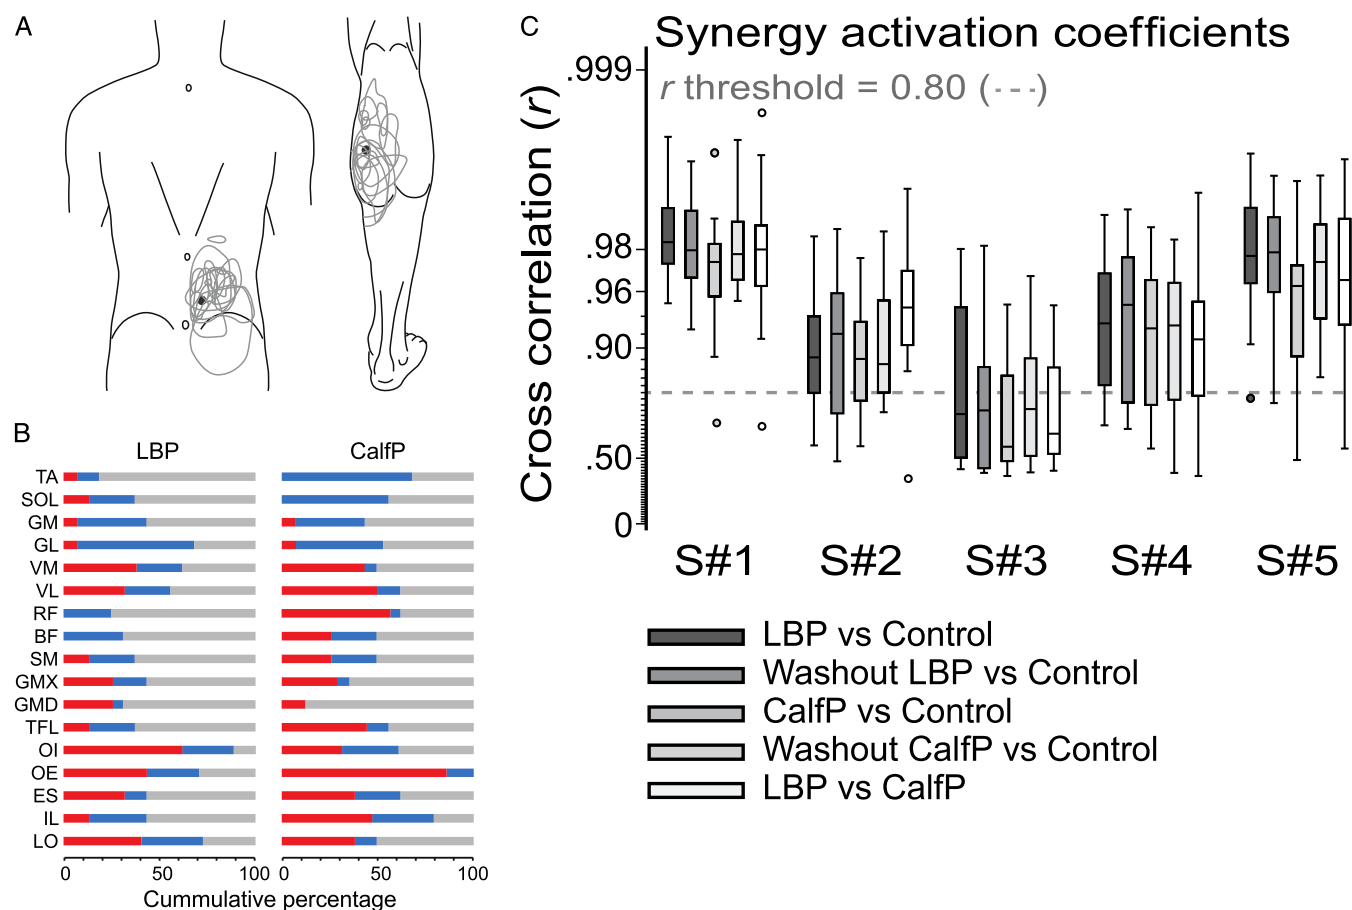 A
B
LBP CalfP
TA
SOL
GM
GL
VM
VL
RF
BF
SM
GMX
GMD
TFL
OI
OE
ES
IL
LO
0 50 100 0 50 100
Cummulative percentage
C
Synergy activation coefficients
r threshold = 0.80 (---)
Cross correlation (r)
.999
.98
.96
.90
.50
0
S#1 S#2 S#3 S#4 S#5
LBP vs Control
Washout LBP vs Control
CalfP vs Control
Washout CalfP vs Control
LBP vs CalfP